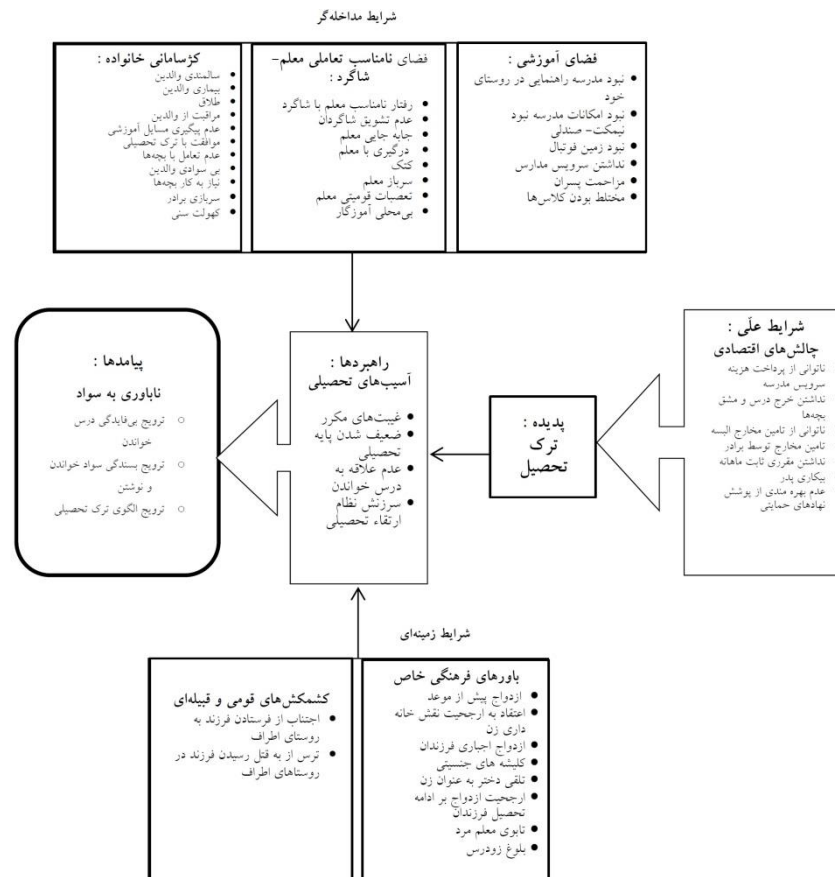 شرایط مداخله‌گر
فضای آموزشی :
نبود مدرسه راهنمایی در روستای
خود
نبود امکانات مدرسه نبود
نیمکت- صندلی
نبود زمین فوتبال
نداشتن سرویس مدارس
مزاحمت پسران
مختلط بودن کلاس‌ها
فضای نامناسب تعاملی معلم-
شاگرد :
رفتار نامناسب معلم با شاگرد
عدم تشویق شاگردان
جابه جایی معلم
درگیری با معلم
کتک
سرباز معلم
تعصبات قومیتی معلم
بی‌محلی آموزگار
کژسامانی خانواده :
سالمندی والدین
بیماری والدین
طلاق
مراقبت از والدین
عدم پیگیری مسایل آموزشی
موافقت با ترک تحصیلی
عدم تعامل با بچه‌ها
بی سوادی والدین
نیاز به کار بچه‌ها
سربازی برادر
کهولت سنی
شرایط علّی :
چالش‌های اقتصادی
ناتوانی از پرداخت هزینه
سرویس مدرسه
نداشتن خرج درس و مشق
بچه‌ها
ناتوانی از تامین مخارج البسه
تامین مخارج توسط برادر
نداشتن مقرری ثابت ماهانه
بیکاری پدر
عدم بهره مندی از پوشش
نهادهای حمایتی
پدیده :
ترک
تحصیل
راهبردها :
آسیب‌های تحصیلی
غیبت‌های مکرر
ضعیف شدن پایه
تحصیلی
عدم علاقه به
درس خواندن
سرزنش نظام
ارتقاء تحصیلی
پیامدها :
ناباوری به سواد
ترویج بی‌فایدگی درس
خواندن
ترویج بسندگی سواد خواندن
و نوشتن
ترویج الگوی ترک تحصیلی
شرایط زمینه‌ای
باورهای فرهنگی خاص
ازدواج پیش از موعد
اعتقاد به ارجحیت نقش خانه
داری زن
ازدواج اجباری فرزندان
کلیشه های جنسیتی
تلقی دختر به عنوان زن
ارجحیت ازدواج بر ادامه
تحصیل فرزندان
تابوی معلم مرد
بلوغ زودرس
کشمکش‌های قومی و قبیله‌ای
اجتناب از فرستادن فرزند به
روستای اطراف
ترس از به قتل رسیدن فرزند در
روستاهای اطراف